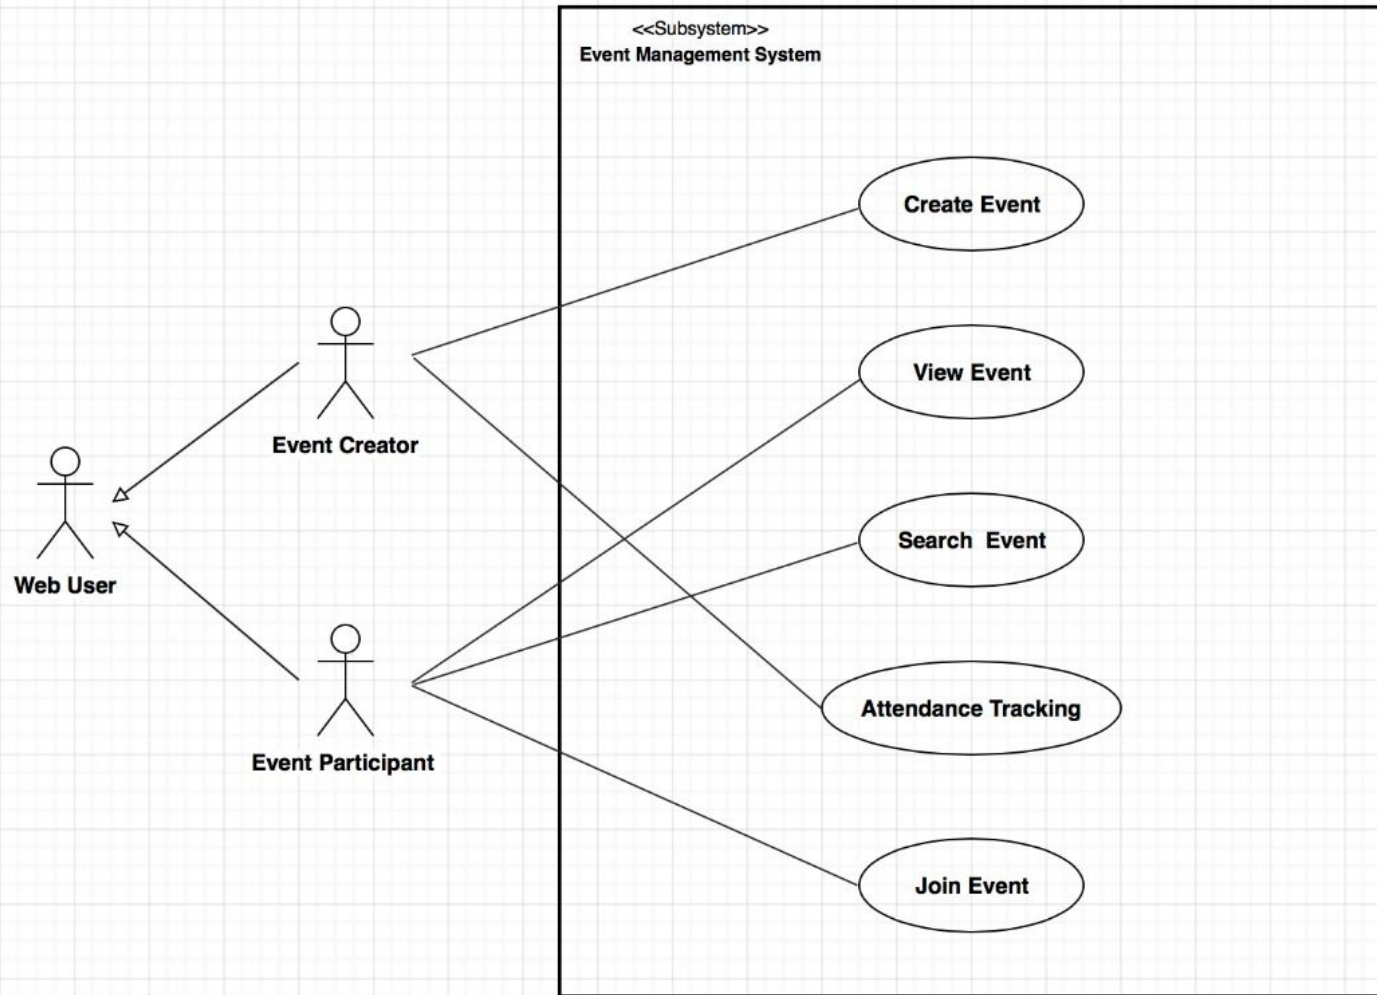 <<Subsystem>>
Event Management System
Create Event
View Event
Event Creator
Search  Event
Web User
Attendance Tracking
Event Participant
Join Event